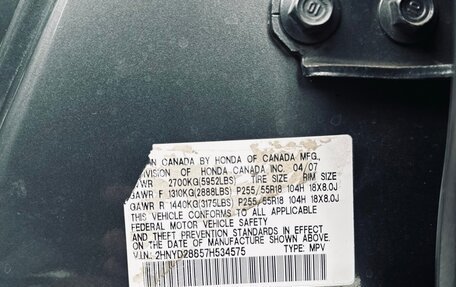 IN CANADA BY HONDA OF CANADA MFG.,
DIVISION OF HONDA CANADA INC. 04/07
GVWR 2700KG(5952LBS) TIRE SIZE RIM SIZE
GAWR F 1310KG(2888LBS) P255/55R18 104H 18X8.0J
GAWR R 1440KG(3175LBS) P255/55R18 104H 18X8.0J
THIS VEHICLE CONFORMS TO ALL APPLICABLE
FEDERAL MOTOR VEHICLE SAFETY
AND THEFT PREVENTION STANDARDS IN EFFECT
ON THE DATE OF MANUFACTURE SHOWN ABOVE.
V.I.N.: 2HNYD28657H534575 TYPE: MPV